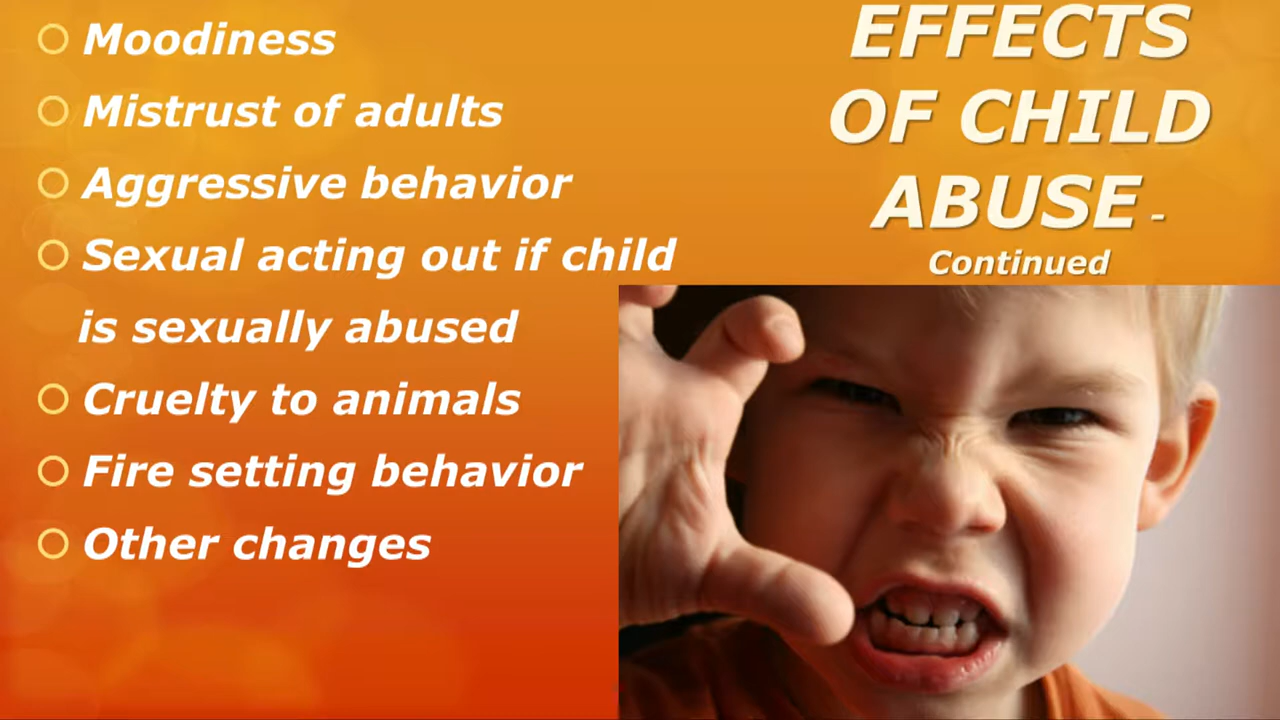 EFFECTS
OF CHILD
ABUSE -
Continued
Moodiness
Mistrust of adults
Aggressive behavior
Sexual acting out if child
is sexually abused
Cruelty to animals
Fire setting behavior
Other changes